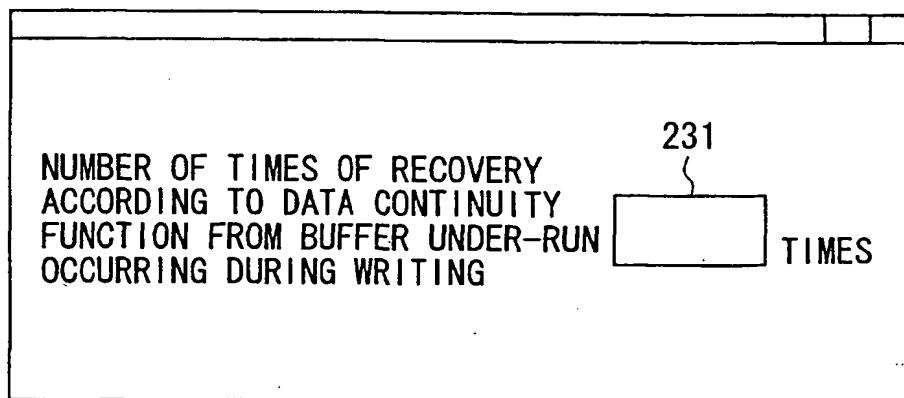 231
NUMBER OF TIMES OF RECOVERY
ACCORDING TO DATA CONTINUITY
FUNCTION FROM BUFFER UNDER-RUN
TIMES
OCCURRING DURING WRITING